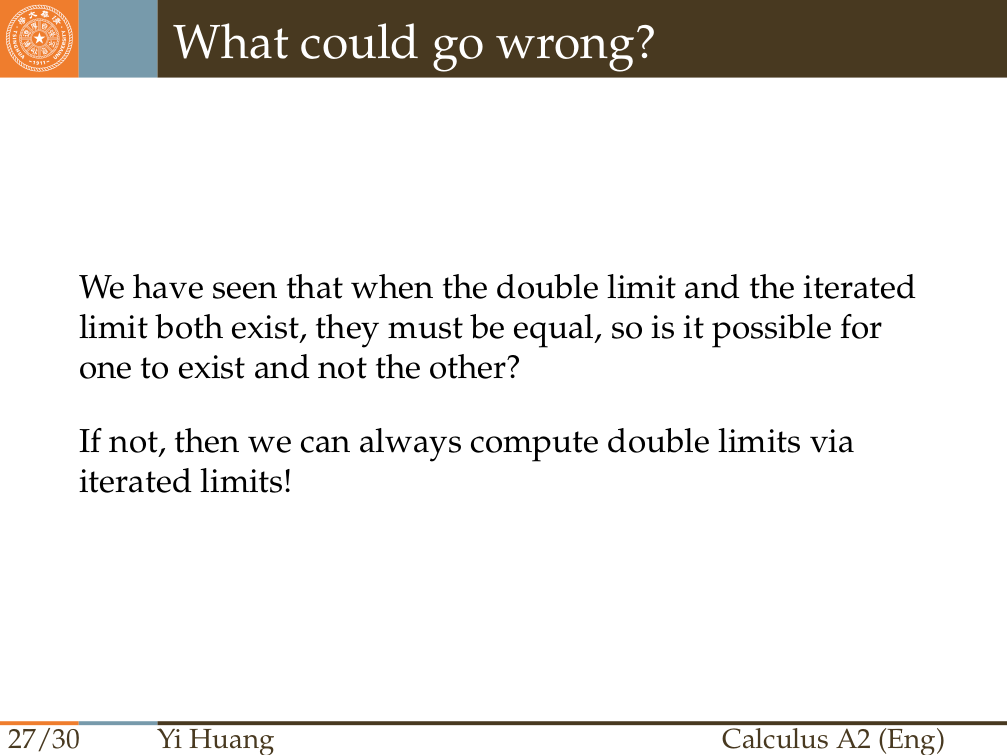 What could go wrong?
We have seen that when the double limit and the iterated
limit both exist, they must be equal, so is it possible for
one to exist and not the other?
If not, then we can always compute double limits via
iterated limits!
27/30 Yi Huang Calculus A2 (Eng)